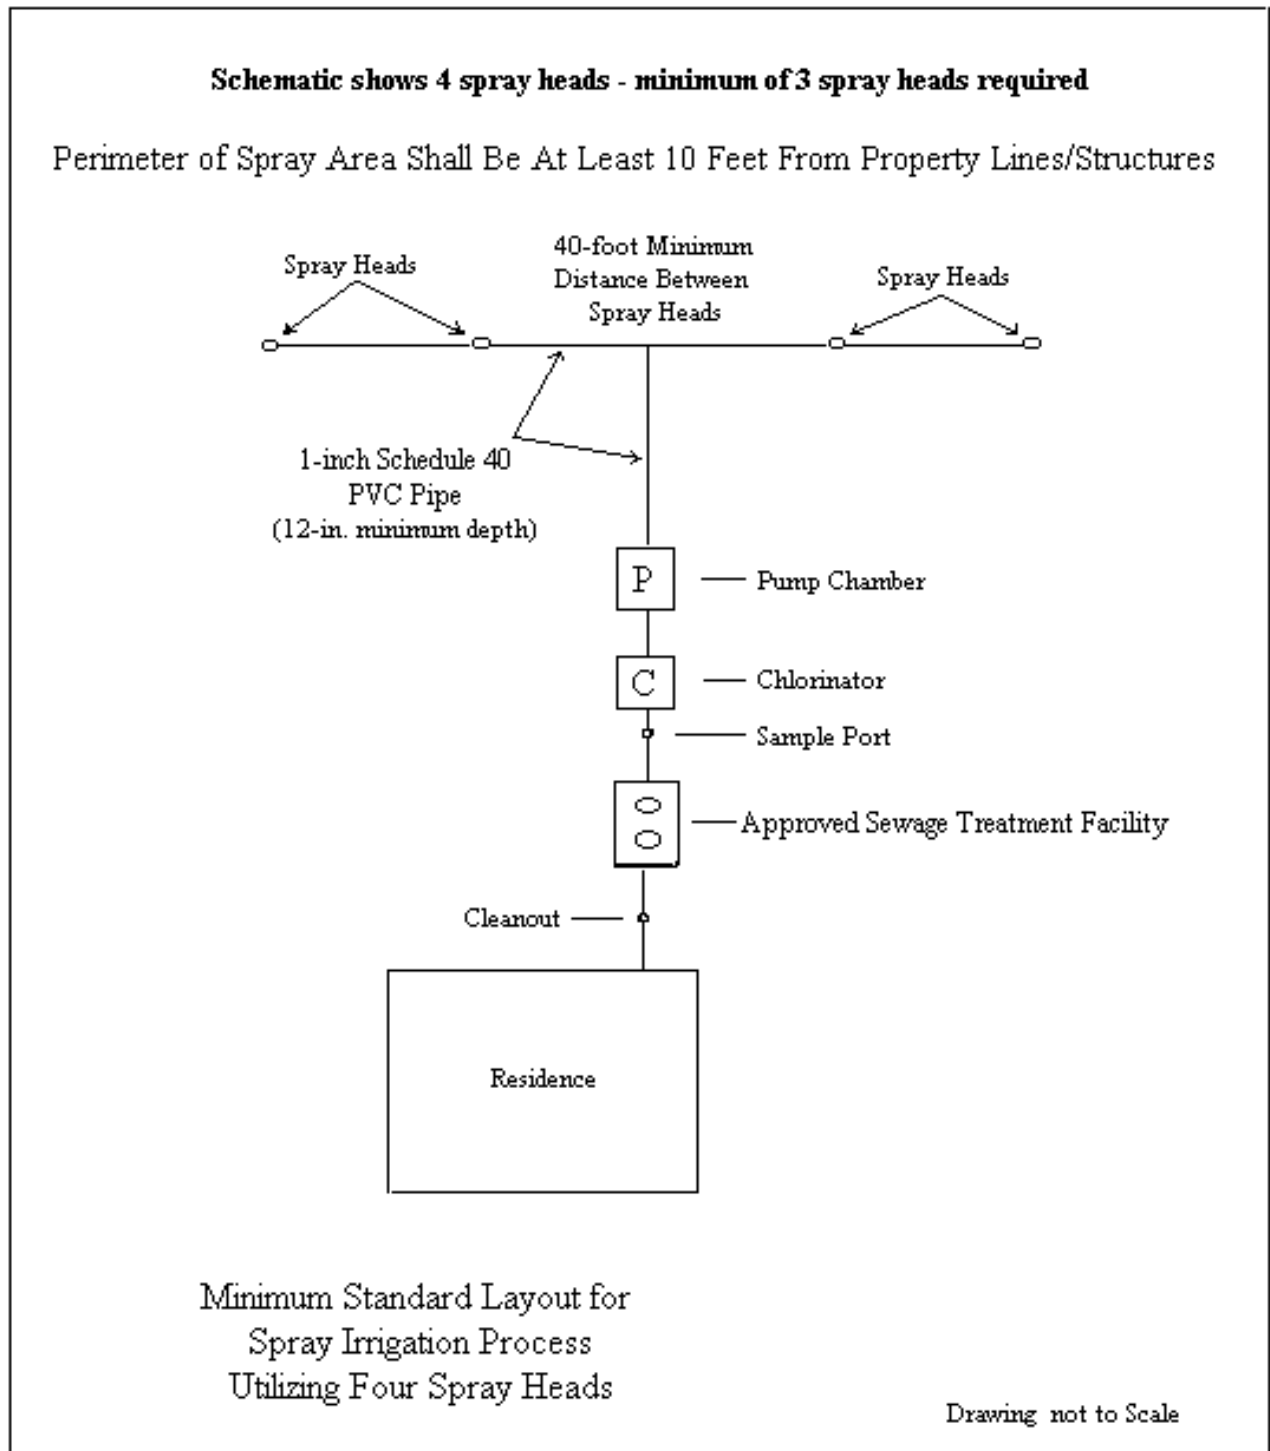 Schematic shows 4 spray heads - minimum of 3 spray heads required
Perimeter of Spray Area Shall Be At Least 10 Feet From Property Lines/Structures
40-foot Minimum
Distance Between
Spray Heads
Spray Heads
Spray Heads
1-inch Schedule 40
PVC Pipe
(12-in. minimum depth)
P
Pump Chamber
C
Chlorinator
Sample Port
Approved Sewage Treatment Facility
Cleanout
Residence
Minimum Standard Layout for
Spray Irrigation Process
Utilizing Four Spray Heads
Drawing not to Scale